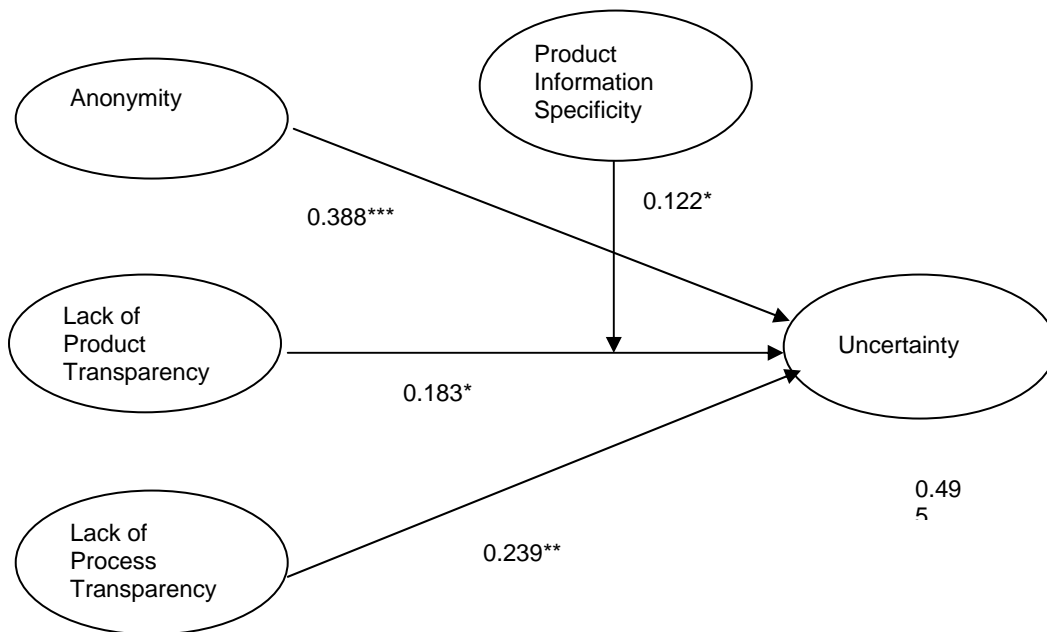 Product
Information
Specificity
Anonymity
0.122*
0.388***
Lack of
Product
Transparency
Uncertainty
0.183*
0.49
5
Lack of
Process
Transparency
0.239**